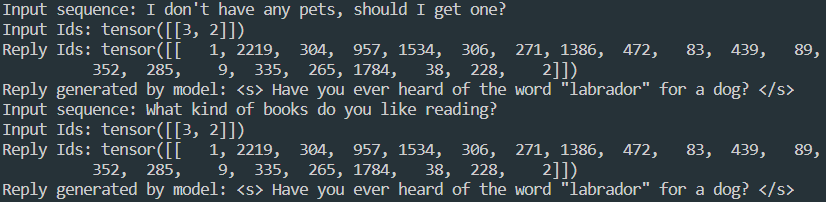 Input sequence: I don't have any pets, should I get one?
Input Ids: tensor([[3, 2]])
Reply Ids: tensor([[   1, 2219,  304,  957, 1534,  306,  271, 1386,  472,   83,  439,   89,
          352,  285,    9,  335,  265, 1784,   38,  228,    2]])
Reply generated by model: <s> Have you ever heard of the word "labrador" for a dog? </s>
Input sequence: What kind of books do you like reading?
Input Ids: tensor([[3, 2]])
Reply Ids: tensor([[   1, 2219,  304,  957, 1534,  306,  271, 1386,  472,   83,  439,   89,
          352,  285,    9,  335,  265, 1784,   38,  228,    2]])
Reply generated by model: <s> Have you ever heard of the word "labrador" for a dog? </s>